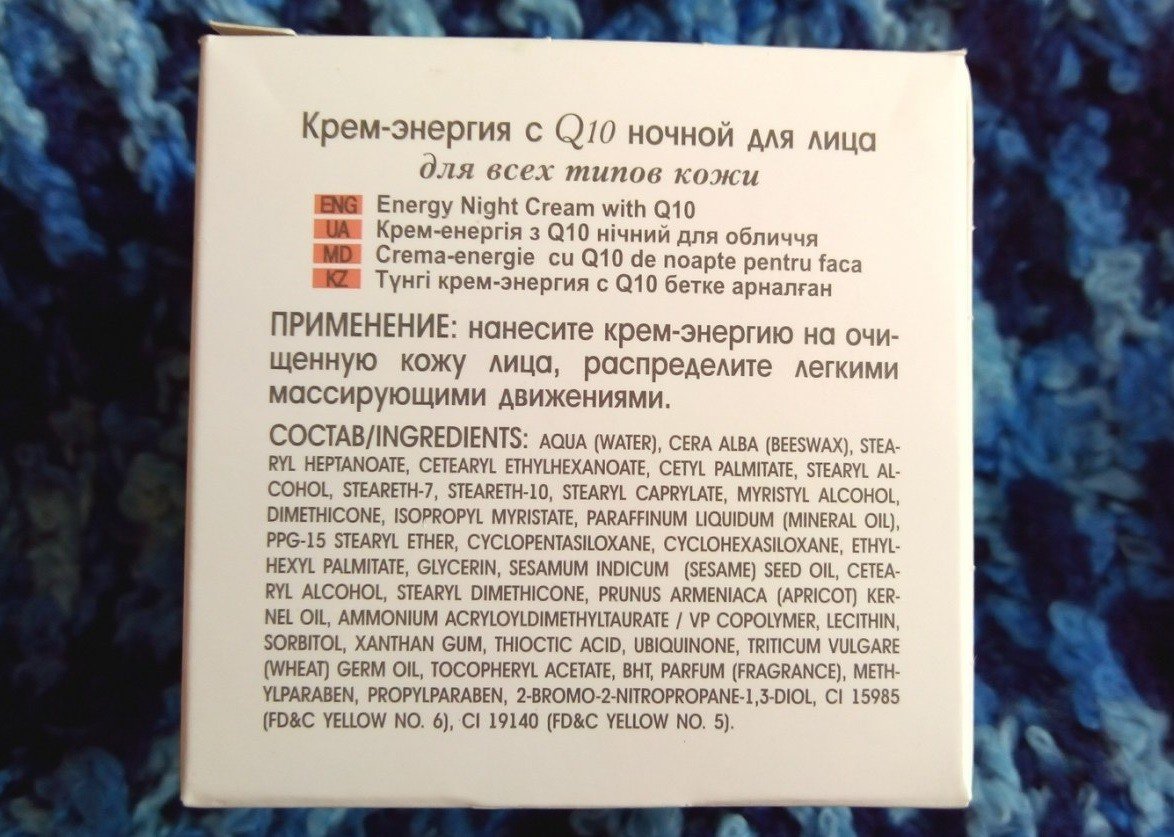 Крем-энергия с Q10 ночной для лица
для всех типов кожи
ENG Energy Night Cream with Q10
UA Крем-енергія з Q10 нічний для обличчя
MD Crema-energie cu Q10 de noapte pentru faca
KZ Түнгі крем-энергия с Q10 бетке арналған
ПРИМЕНЕНИЕ: нанесите крем-энергию на очи-
щенную кожу лица, распределите легкими
массирующими движениями.
СОСТАВ/INGREDIENTS: AQUA (WATER), CERA ALBA (BEESWAX), STEA-
RYL HEPTANOATE, CETEARYL ETHYLHEXANOATE, CETYL PALMITATE, STEARYL AL-
COHOL, STEARETH-7, STEARETH-10, STEARYL CAPRYLATE, MYRISTYL ALCOHOL,
DIMETHICONE, ISOPROPYL MYRISTATE, PARAFFINUM LIQUIDUM (MINERAL OIL),
PPG-15 STEARYL ETHER, CYCLOPENTASILOXANE, CYCLOHEXASILOXANE, ETHYL-
HEXYL PALMITATE, GLYCERIN, SESAMUM INDICUM (SESAME) SEED OIL, CETEA-
RYL ALCOHOL, STEARYL DIMETHICONE, PRUNUS ARMENIACA (APRICOT) KER-
NEL OIL, AMMONIUM ACRYLOYLDIMETHYLTAURATE / VP COPOLYMER, LECITHIN,
SORBITOL, XANTHAN GUM, THIOCTIC ACID, UBIQUINONE, TRITICUM VULGARE
(WHEAT) GERM OIL, TOCOPHERYL ACETATE, BHT, PARFUM (FRAGRANCE), METH-
YLPARABEN, PROPYLPARABEN, 2-BROMO-2-NITROPROPANE-1,3-DIOL, CI 15985
(FD&C YELLOW NO. 6), CI 19140 (FD&C YELLOW NO. 5).